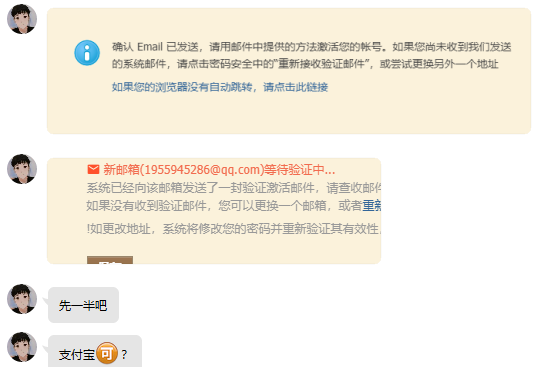 确认 Email 已发送，请用邮件中提供的方法激活您的帐号。如果您尚未收到我们发送
的系统邮件，请点击密码安全中的“重新接收验证邮件”，或尝试更换另外一个地址
如果您的浏览器没有自动跳转，请点击此链接
新邮箱(1955945286@qq.com)等待验证中...
系统已经向该邮箱发送了一封验证激活邮件，请查收邮件
如果没有收到验证邮件，您可以更换一个邮箱，或者重新
!如更改地址，系统将修改您的密码并重新验证其有效性
先一半吧
支付宝可？